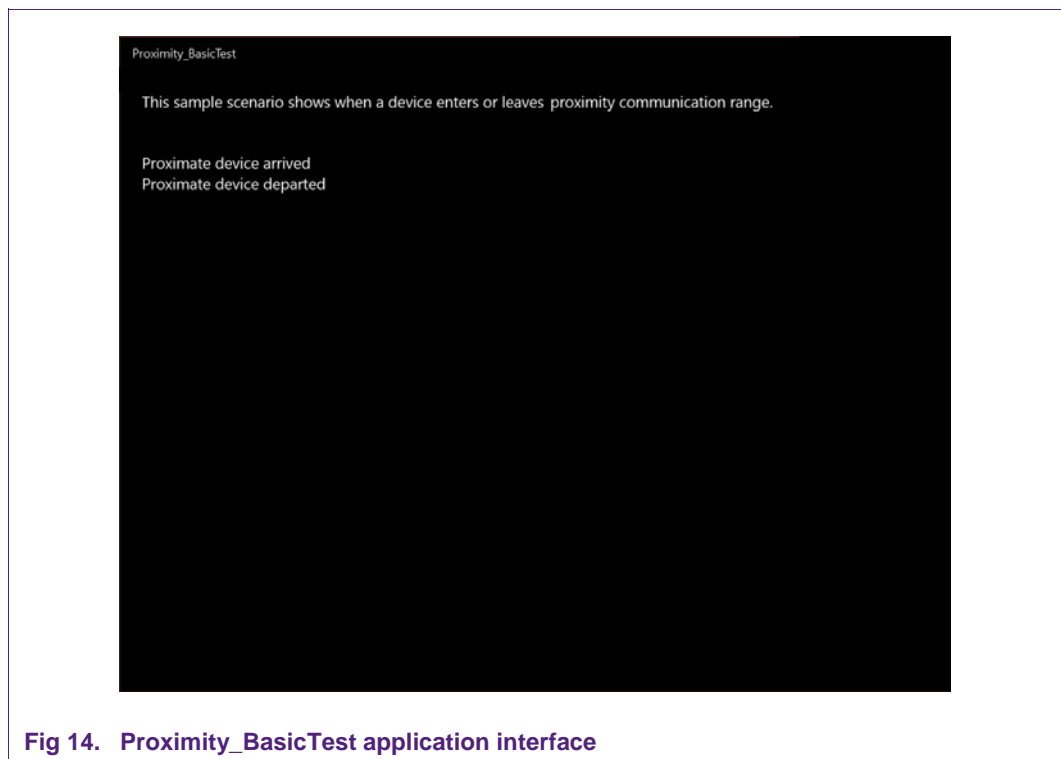 Proximity_BasicTest
This sample scenario shows when a device enters or leaves proximity communication range.
Proximate device arrived
Proximate device departed
Fig 14. Proximity_BasicTest application interface